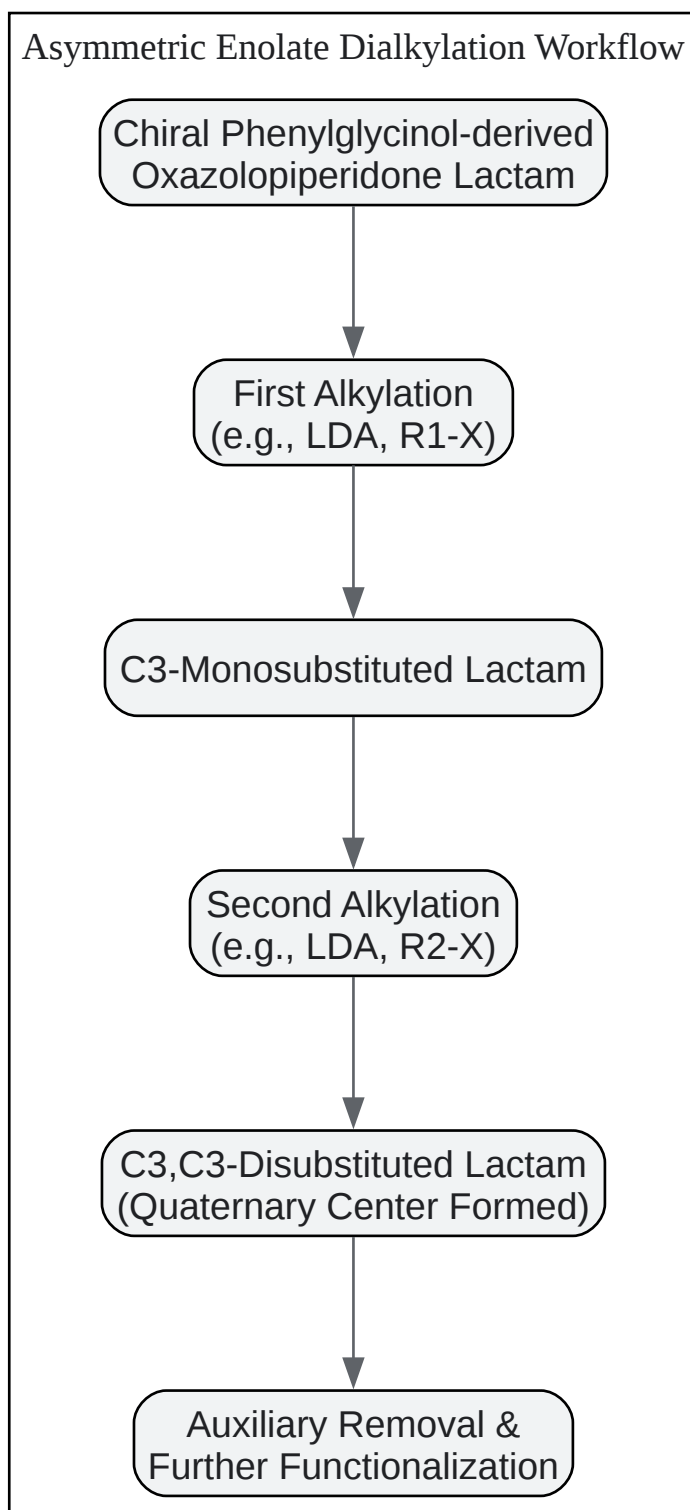 Asymmetric Enolate Dialkylation Workflow
Chiral Phenylglycinol-derived
Oxazolopiperidone Lactam
First Alkylation
(e.g., LDA, R1-X)
C3-Monosubstituted Lactam
Second Alkylation
(e.g., LDA, R2-X)
C3,C3-Disubstituted Lactam
(Quaternary Center Formed)
Auxiliary Removal &
Further Functionalization